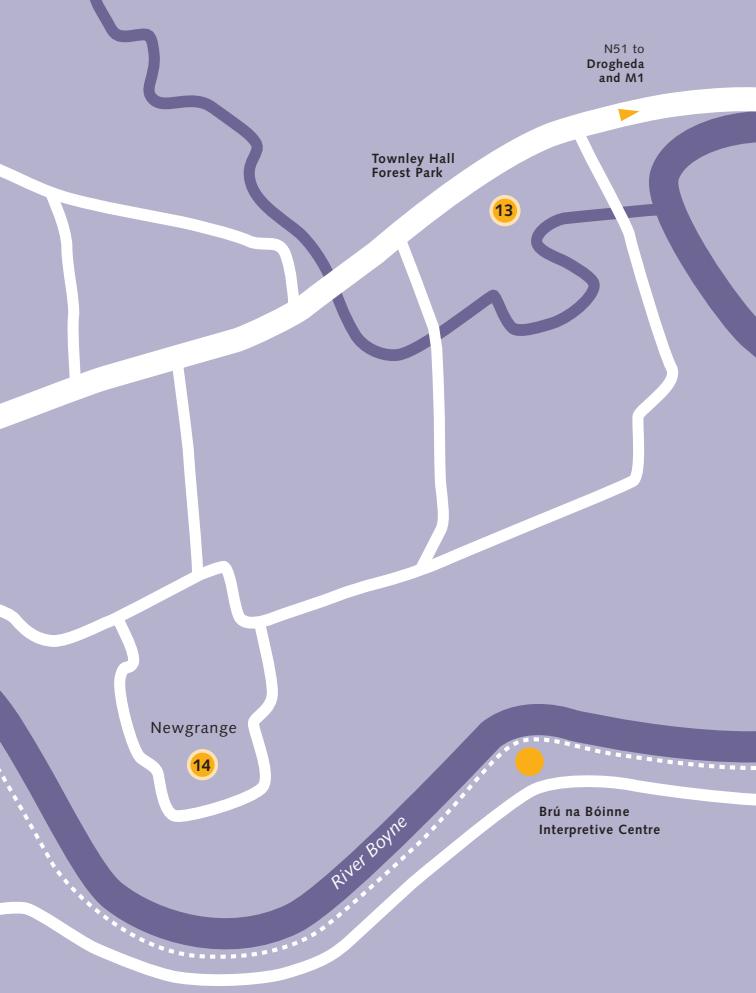 N51 to
Drogheda
and M1
Townley Hall
Forest Park
13
Newgrange
14
River Boyne
Brú na Bóinne
Interpretive Centre